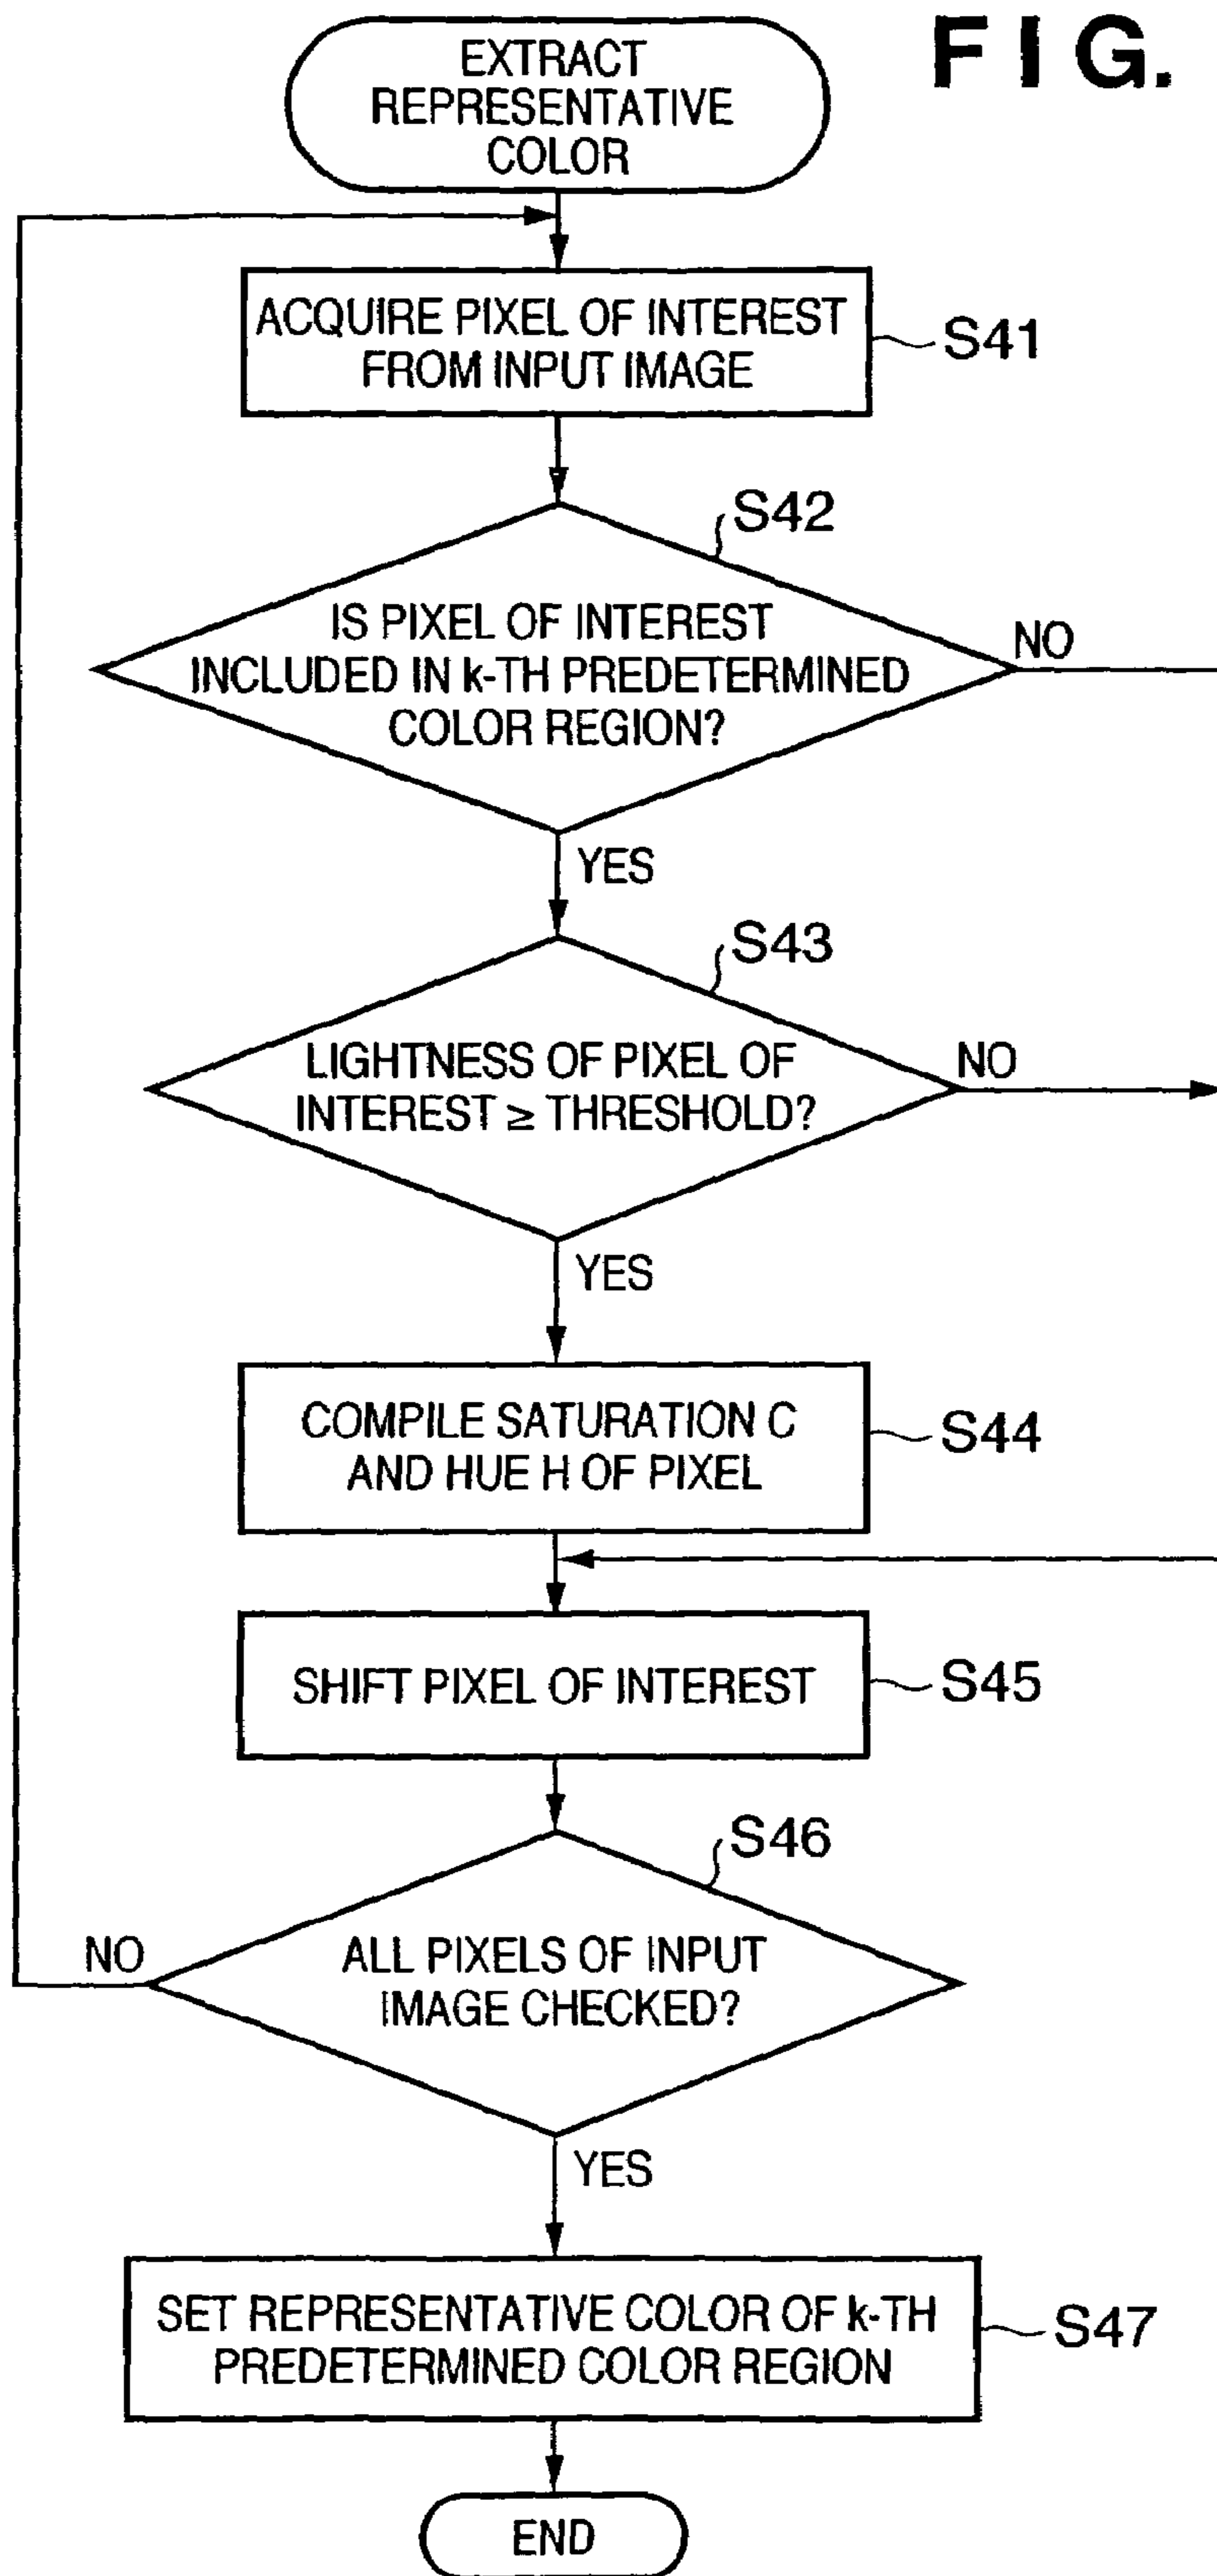 FIG.
EXTRACT
REPRESENTATIVE
COLOR
ACQUIRE PIXEL OF INTEREST
FROM INPUT IMAGE
S41
S42
IS PIXEL OF INTEREST
INCLUDED IN k-TH PREDETERMINED
COLOR REGION?
NO
YES
S43
LIGHTNESS OF PIXEL OF
INTEREST ≥ THRESHOLD?
NO
YES
COMPILE SATURATION C
AND HUE H OF PIXEL
S44
SHIFT PIXEL OF INTEREST
S45
S46
ALL PIXELS OF INPUT
IMAGE CHECKED?
NO
YES
SET REPRESENTATIVE COLOR OF k-TH
PREDETERMINED COLOR REGION
S47
END